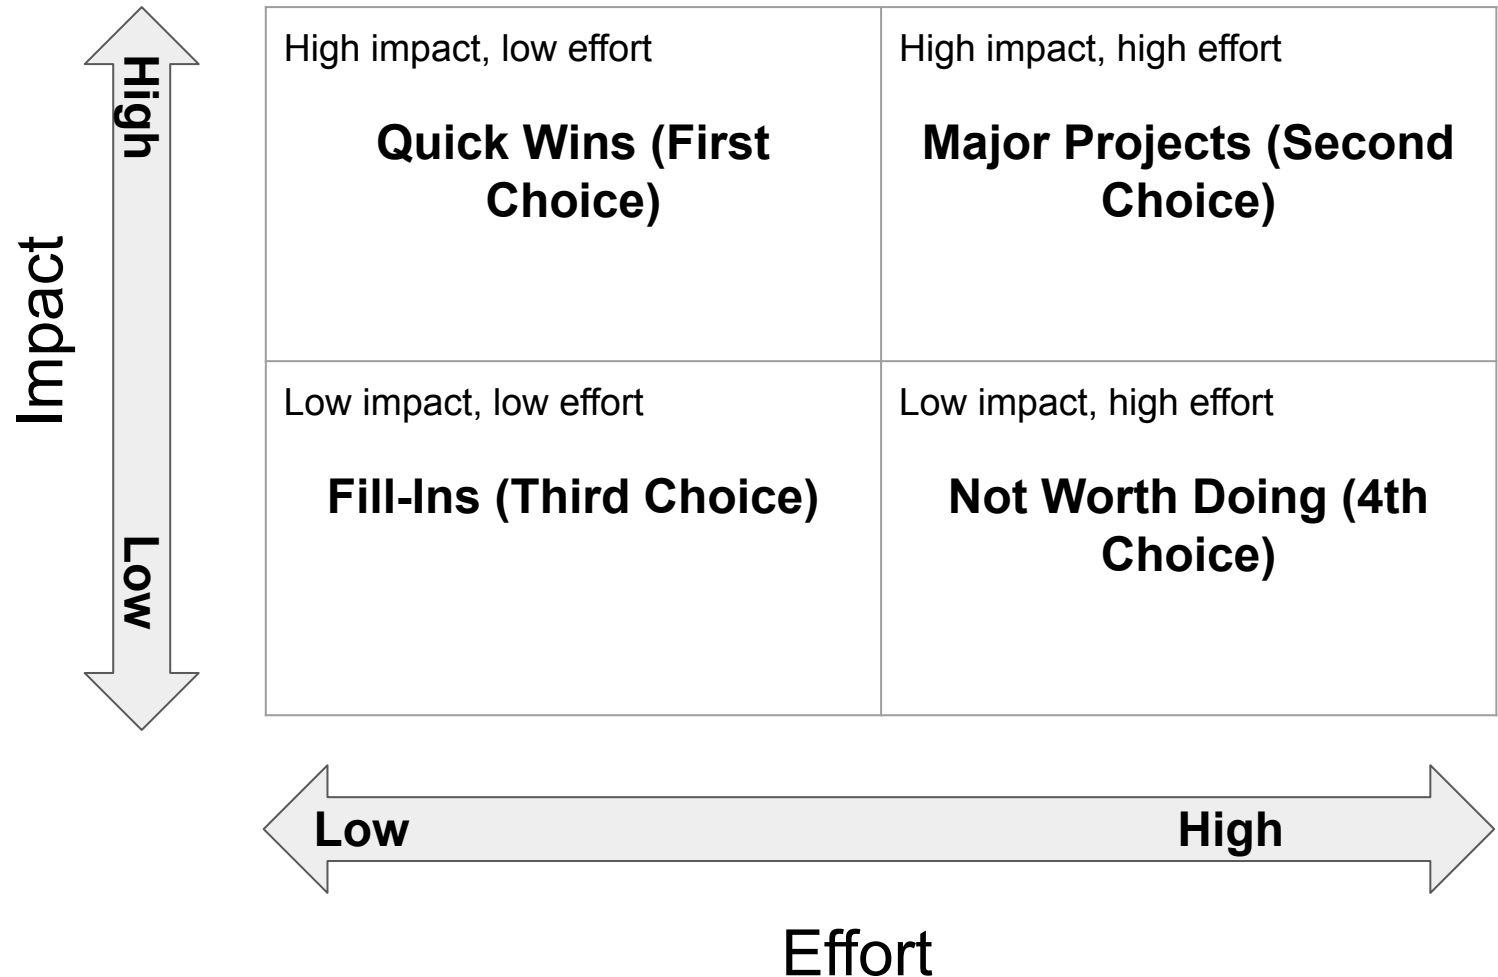 High impact, low effort
Quick Wins (First
Choice)
High impact, high effort
Major Projects (Second
Choice)
High
Impact
Low impact, low effort
Fill-Ins (Third Choice)
Low impact, high effort
Not Worth Doing (4th
Choice)
Low
Low
High
Effort